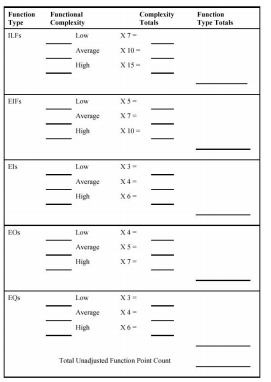 Function Functional Complexity Function
Type Complexity Totals Type Totals
ILFs Low X 7 =
Average X 10 =
High X 15 =
EIFs Low X 5 =
Average X 7 =
High X 10 =
EIs Low X 3 =
Average X 4 =
High X 6 =
EOs Low X 4 =
Average X 5 =
High X 7 =
EQs Low X 3 =
Average X 4 =
High X 6 =
Total Unadjusted Function Point Count